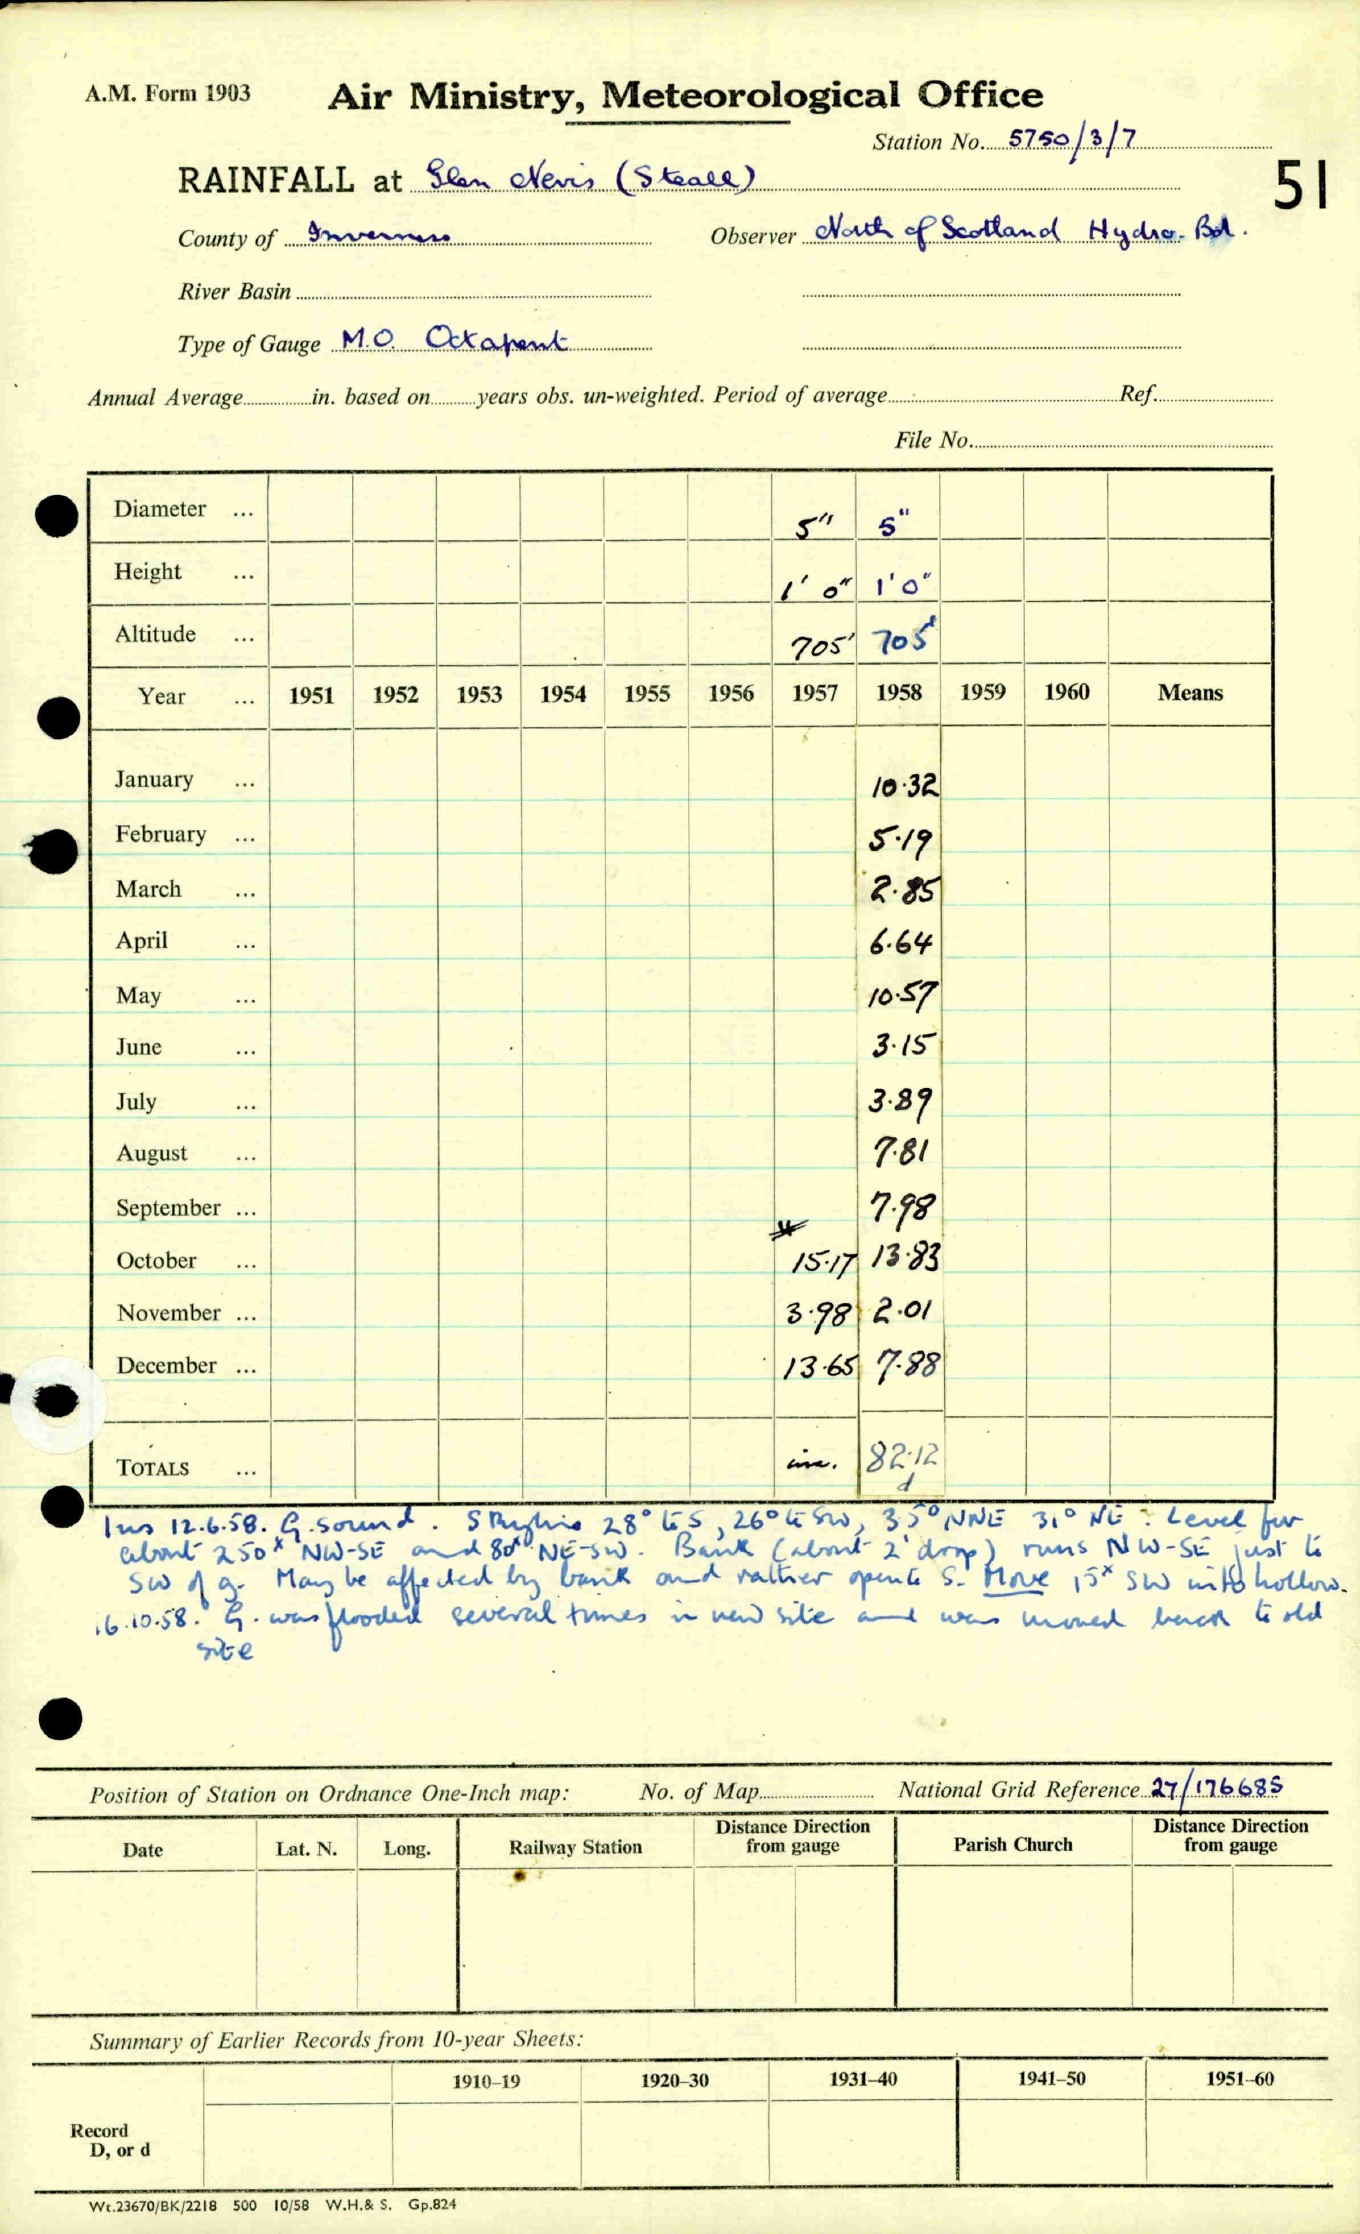 A.M. Form 1903
Air Ministry, Meteorological Office
Station No. 5750/3/7
RAINFALL at Glen Nevis (Steall)
51
County of Inverness Observer North of Scotland Hydro. Bd.
River Basin
Type of Gauge M.O. Octapent
Annual Average in. based on years obs. un-weighted. Period of average Ref.
File No.
Diameter ... 5" 5"
Height ... 1' 0" 1' 0"
Altitude ... 705' 705'
Year ... 1951 1952 1953 1954 1955 1956 1957 1958 1959 1960 Means
January ... 10.32
February ... 5.19
March ... 2.85
April ... 6.64
May ... 10.57
June ... 3.15
July ... 3.89
August ... 7.81
September ... 7.98
October ... 15.17 13.83
November ... 3.98 2.01
December ... 13.65 7.88
TOTALS ... inc. 82.12
d
Ins 12.6.58. G. sound. Skyline 28° to S, 26° to SW, 35° NNE 31° NE. Level for
about 250x NW-SE and 80x NE-SW. Bank (about 2' drop) runs NW-SE just to
SW of g. May be affected by bank and rather open to S. Move 15x SW into hollow.
16.10.58. G. was flooded several times in new site and was moved back to old
site
Position of Station on Ordnance One-Inch map: No. of Map National Grid Reference 27/176685
Date Lat. N. Long. Railway Station Distance Direction from gauge Parish Church Distance Direction from gauge
Summary of Earlier Records from 10-year Sheets:
1910–19 1920–30 1931–40 1941–50 1951–60
Record
D, or d
Wt.23670/BK/2218 500 10/58 W.H.& S. Gp.824